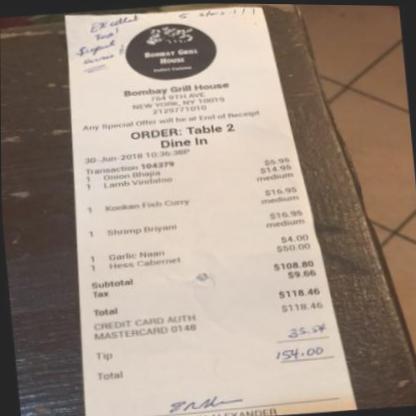 Excellent 5 stars!!!
Food!
Superb
service!
BOMBAY GRILL
HOUSE
Indian Cuisine
Bombay Grill House
764 9TH AVE
NEW YORK, NY 10019
2129771010
Any Special Offer will be at End of Receipt
ORDER: Table 2
Dine In
30-Jun-2018 10:36:38P
Transaction 104379
1 Onion Bhajia $5.95
1 Lamb Vindaloo $14.95
medium
1 Konkan Fish Curry $16.95
medium
1 Shrimp Briyani $16.95
medium
1 Garlic Naan $4.00
1 Hess Cabernet $50.00
Subtotal $108.80
Tax $9.66
Total $118.46
CREDIT CARD AUTH $118.46
MASTERCARD 0148
Tip 35.54
Total 154.00
ALEXANDER